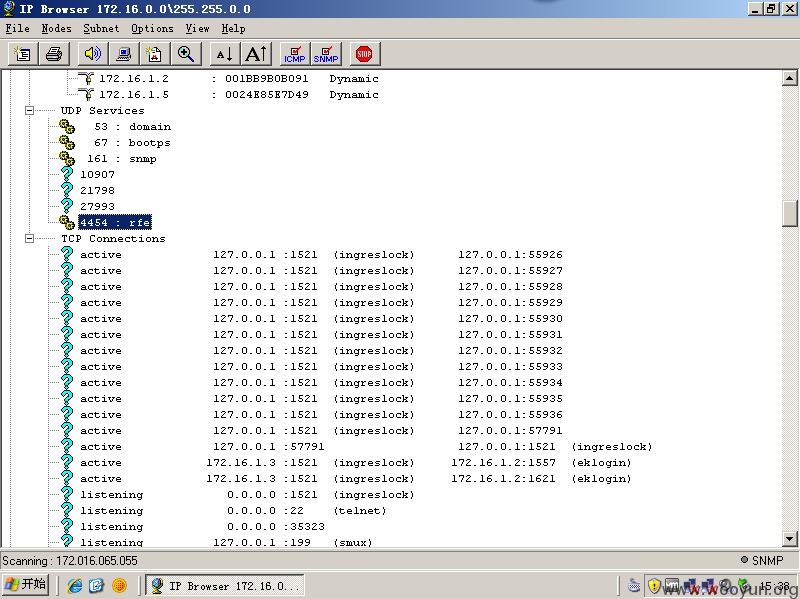 IP Browser 172.16.0.0\255.255.0.0
File Nodes Subnet Options View Help
A↓ A↑ ICMP SNMP STOP
172.16.1.2 : 001BB9B0B091 Dynamic
172.16.1.5 : 0024E85E7D49 Dynamic
UDP Services
53 : domain
67 : bootps
161 : snmp
10907
21798
27993
4454 : rfe
TCP Connections
active 127.0.0.1 :1521 (ingreslock) 127.0.0.1:55926
active 127.0.0.1 :1521 (ingreslock) 127.0.0.1:55927
active 127.0.0.1 :1521 (ingreslock) 127.0.0.1:55928
active 127.0.0.1 :1521 (ingreslock) 127.0.0.1:55929
active 127.0.0.1 :1521 (ingreslock) 127.0.0.1:55930
active 127.0.0.1 :1521 (ingreslock) 127.0.0.1:55931
active 127.0.0.1 :1521 (ingreslock) 127.0.0.1:55932
active 127.0.0.1 :1521 (ingreslock) 127.0.0.1:55933
active 127.0.0.1 :1521 (ingreslock) 127.0.0.1:55934
active 127.0.0.1 :1521 (ingreslock) 127.0.0.1:55935
active 127.0.0.1 :1521 (ingreslock) 127.0.0.1:55936
active 127.0.0.1 :1521 (ingreslock) 127.0.0.1:57791
active 127.0.0.1 :57791 127.0.0.1:1521 (ingreslock)
active 172.16.1.3 :1521 (ingreslock) 172.16.1.2:1557 (eklogin)
active 172.16.1.3 :1521 (ingreslock) 172.16.1.2:1621 (eklogin)
listening 0.0.0.0 :1521 (ingreslock)
listening 0.0.0.0 :22 (telnet)
listening 0.0.0.0 :35323
listening 127.0.0.1 :199 (smux)
Scanning : 172.016.065.055 SNMP
开始 IP Browser 172.16.0... 15:38
www.wooyun.org